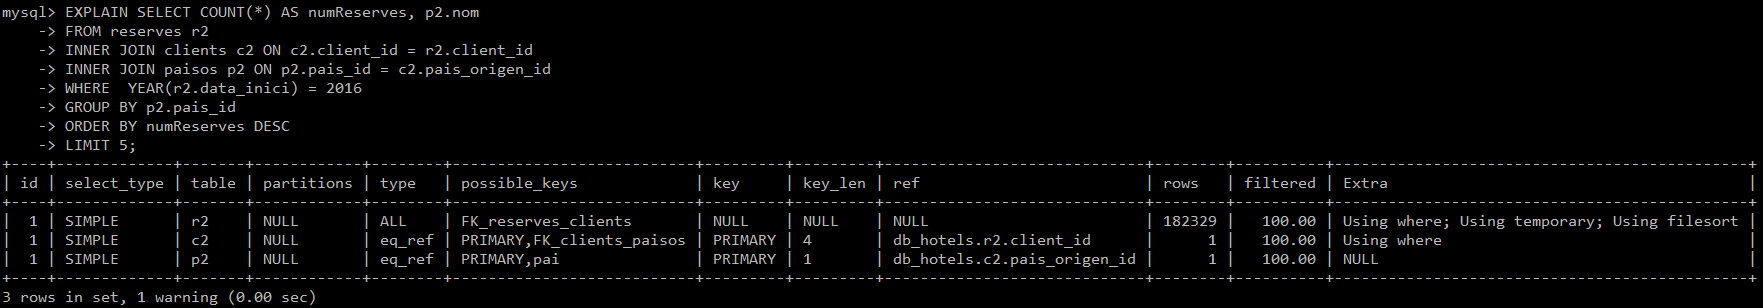 mysql> EXPLAIN SELECT COUNT(*) AS numReserves, p2.nom
    -> FROM reserves r2
    -> INNER JOIN clients c2 ON c2.client_id = r2.client_id
    -> INNER JOIN paisos p2 ON p2.pais_id = c2.pais_origen_id
    -> WHERE  YEAR(r2.data_inici) = 2016
    -> GROUP BY p2.pais_id
    -> ORDER BY numReserves DESC
    -> LIMIT 5;
+----+-------------+-------+------------+--------+---------------------------+---------+---------+------------------------------+--------+----------+----------------------------------------------+
| id | select_type | table | partitions | type   | possible_keys             | key     | key_len | ref                          | rows   | filtered | Extra                                        |
+----+-------------+-------+------------+--------+---------------------------+---------+---------+------------------------------+--------+----------+----------------------------------------------+
|  1 | SIMPLE      | r2    | NULL       | ALL    | FK_reserves_clients       | NULL    | NULL    | NULL                         | 182329 |   100.00 | Using where; Using temporary; Using filesort |
|  1 | SIMPLE      | c2    | NULL       | eq_ref | PRIMARY,FK_clients_paisos | PRIMARY | 4       | db_hotels.r2.client_id       |      1 |   100.00 | Using where                                  |
|  1 | SIMPLE      | p2    | NULL       | eq_ref | PRIMARY,pai               | PRIMARY | 1       | db_hotels.c2.pais_origen_id |      1 |   100.00 | NULL                                         |
+----+-------------+-------+------------+--------+---------------------------+---------+---------+------------------------------+--------+----------+----------------------------------------------+
3 rows in set, 1 warning (0.00 sec)